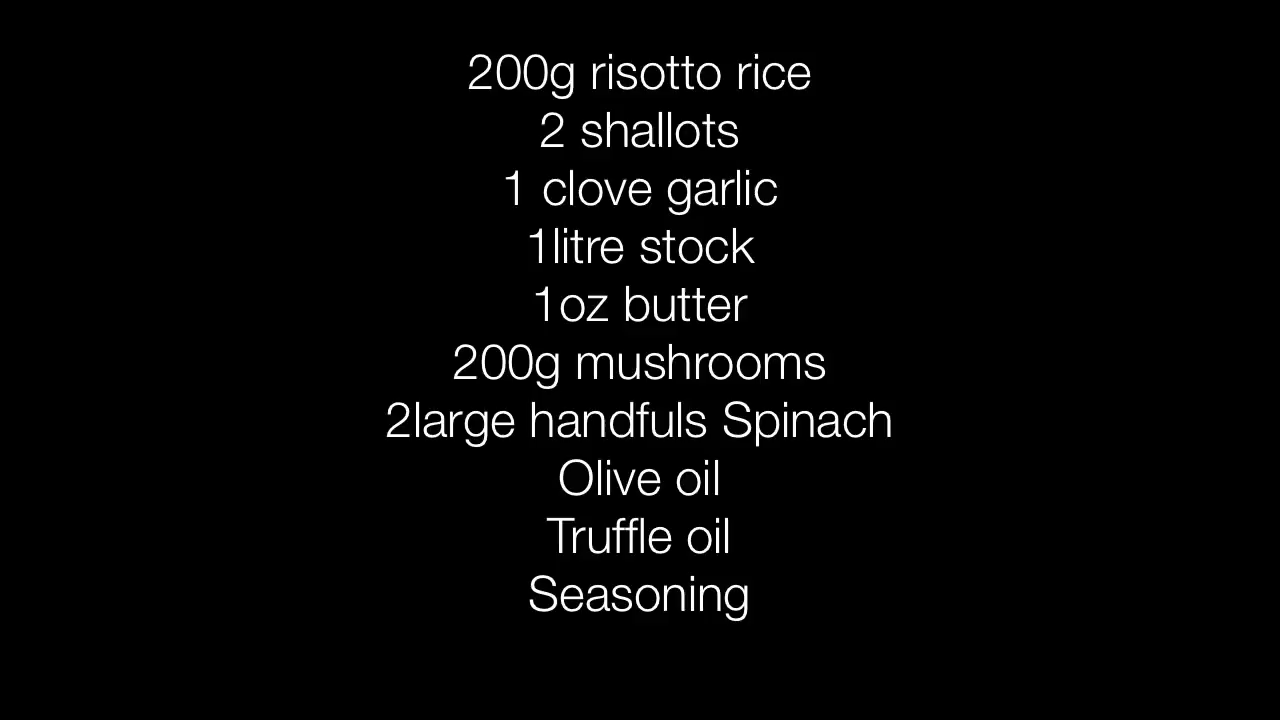 200g risotto rice
2 shallots
1 clove garlic
1litre stock
1oz butter
200g mushrooms
2large handfuls Spinach
Olive oil
Truffle oil
Seasoning